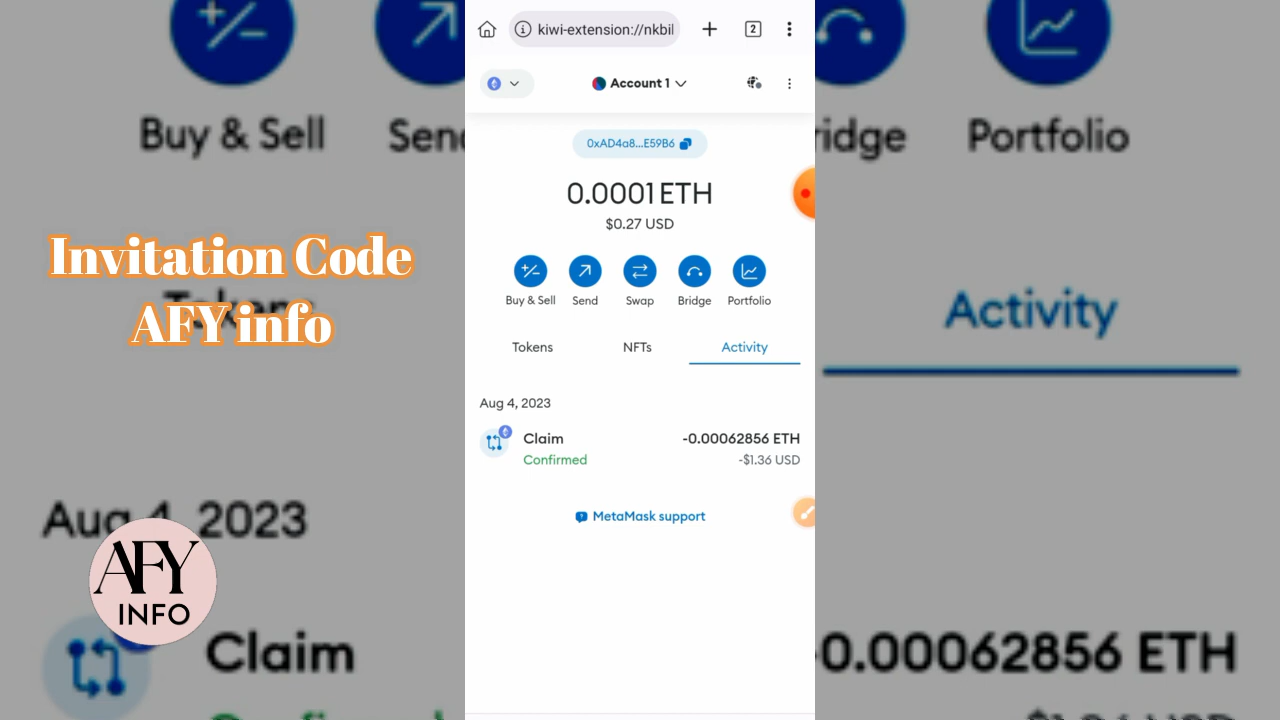 kiwi-extension://nkbil
2
Account 1
0xAD4a8...E59B6
0.0001 ETH
$0.27 USD
Buy & Sell
Send
Swap
Bridge
Portfolio
Tokens
NFTs
Activity
Aug 4, 2023
Claim
-0.00062856 ETH
Confirmed
-$1.36 USD
MetaMask support
Invitation Code
AFY info
AFY
INFO
Buy & Sell
Send
ridge
Portfolio
Activity
Aug 4, 2023
Claim
0.00062856 ETH